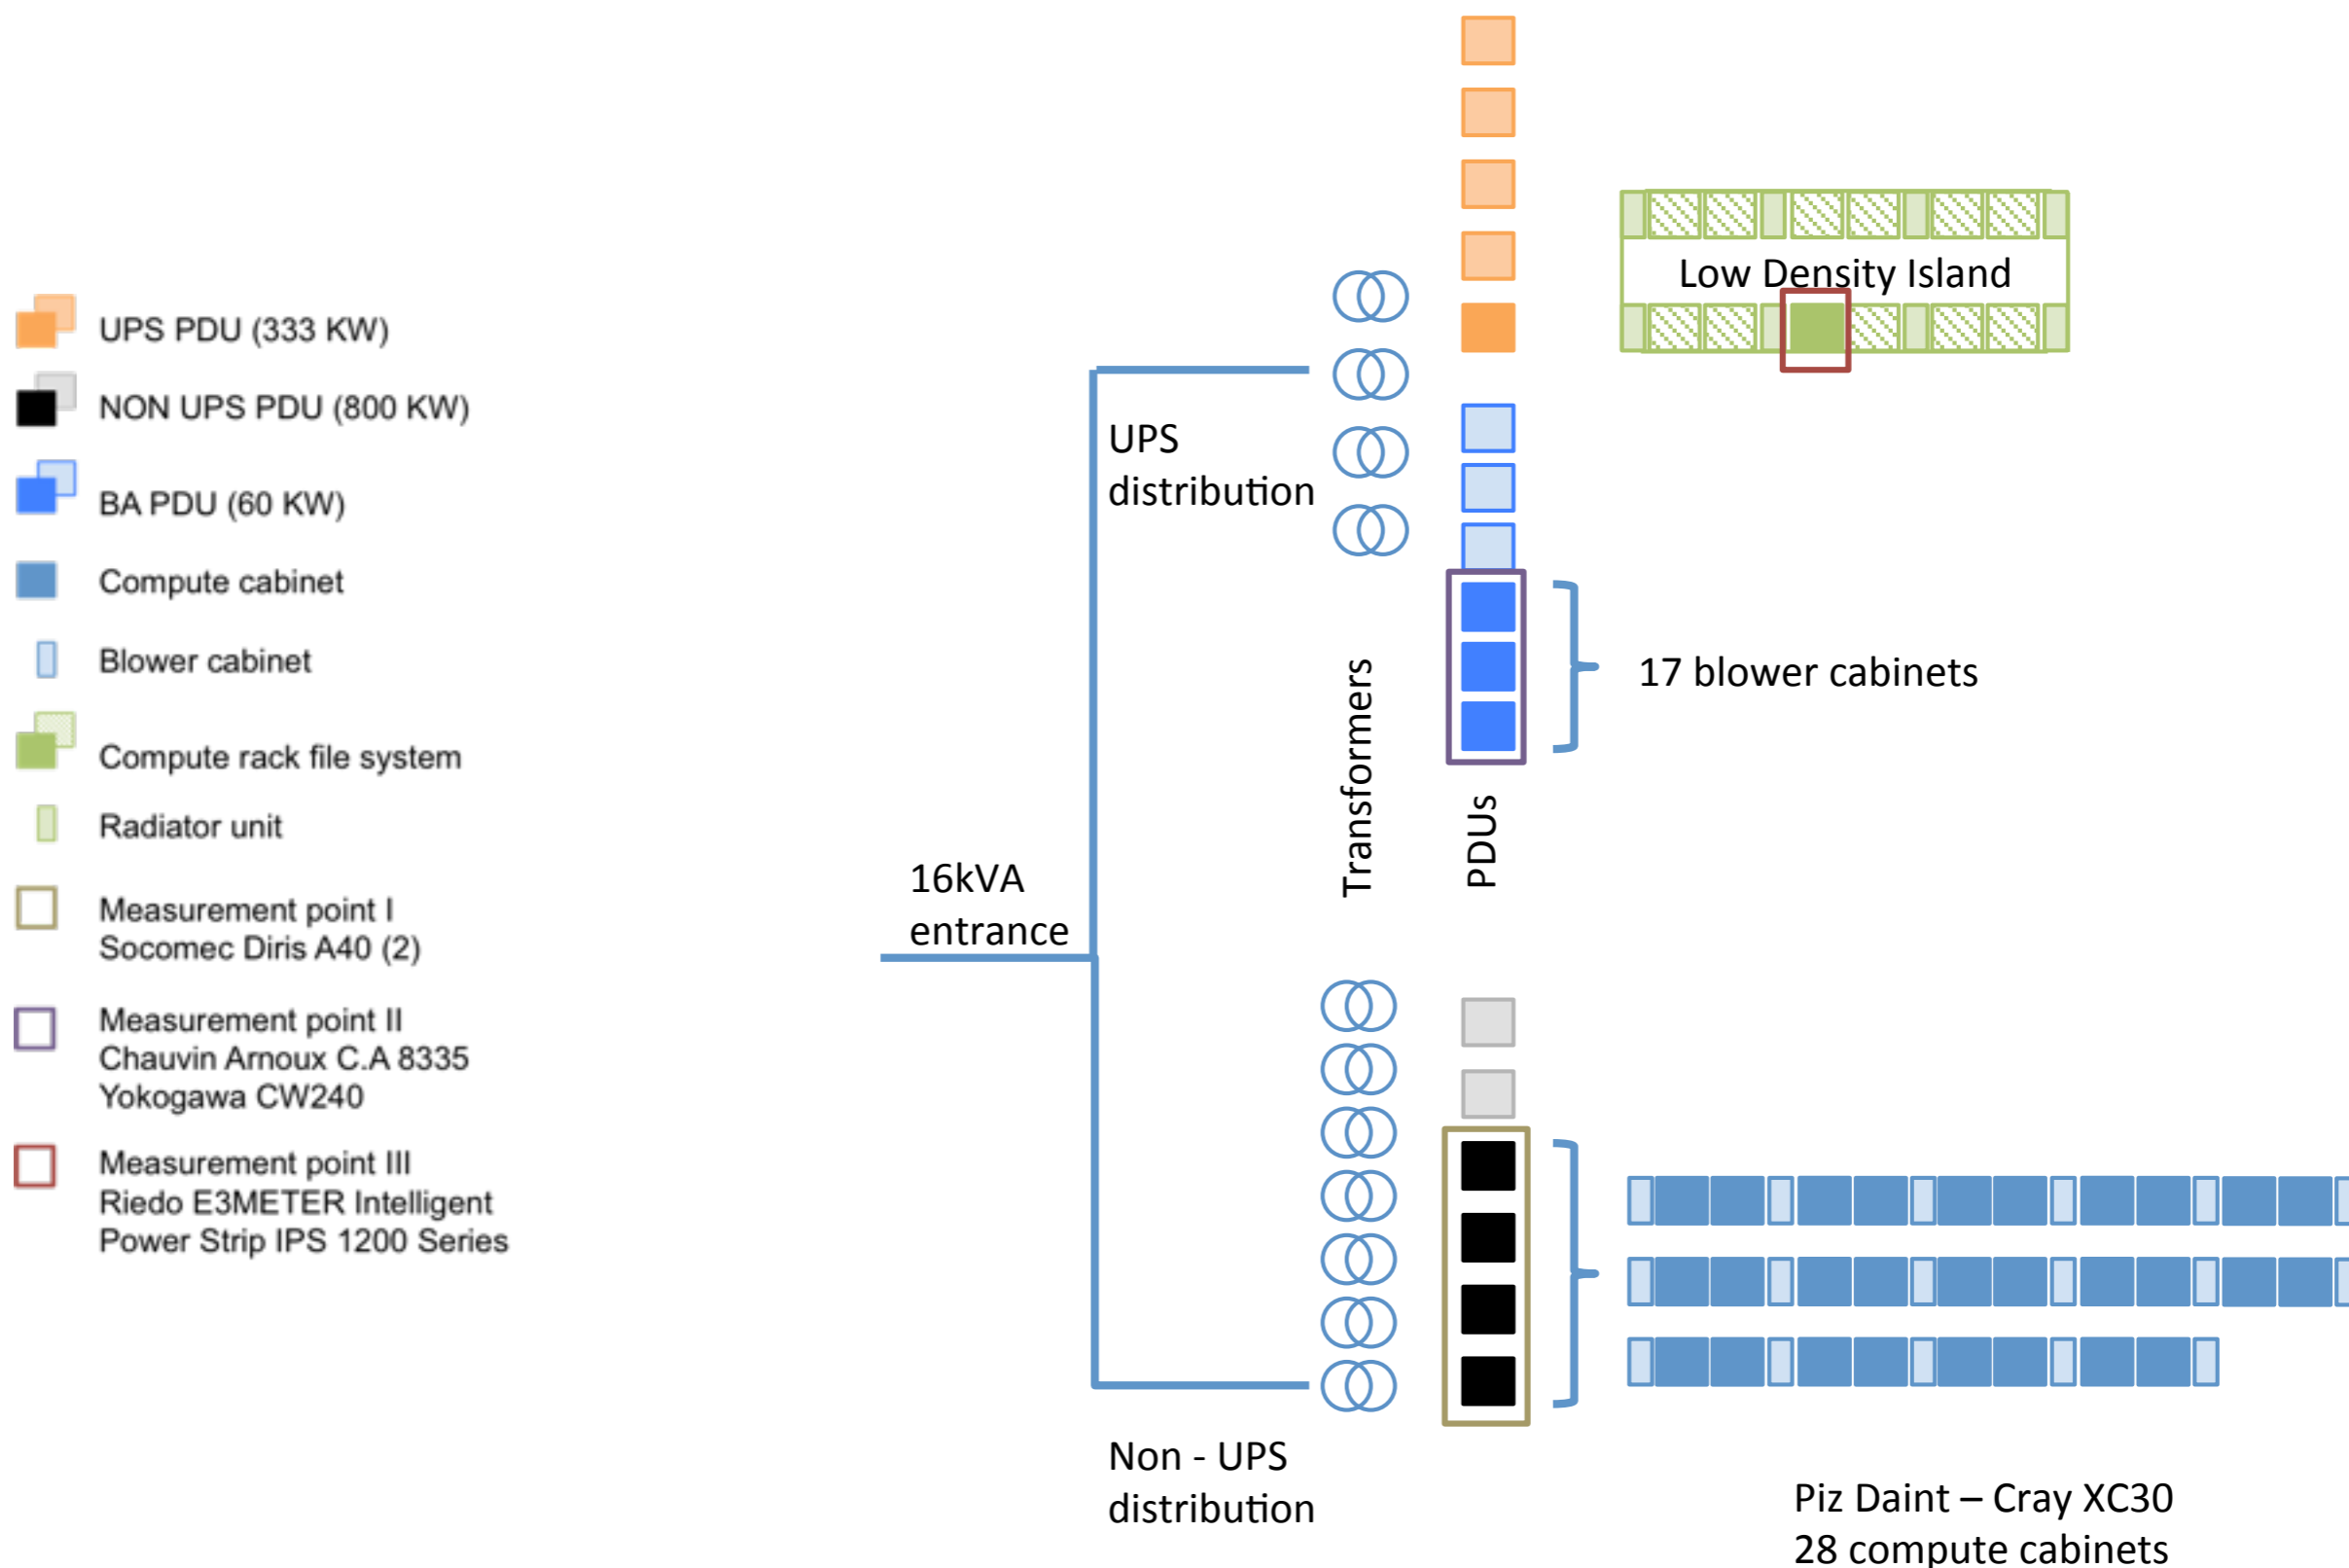 UPS PDU (333 KW)
NON UPS PDU (800 KW)
BA PDU (60 KW)
Compute cabinet
Blower cabinet
Compute rack file system
Radiator unit
Measurement point I
Socomec Diris A40 (2)
Measurement point II
Chauvin Arnoux C.A 8335
Yokogawa CW240
Measurement point III
Riedo E3METER Intelligent
Power Strip IPS 1200 Series
16kVA
entrance
UPS
distribution
Non - UPS
distribution
Transformers
PDUs
Low Density Island
17 blower cabinets
Piz Daint – Cray XC30
28 compute cabinets